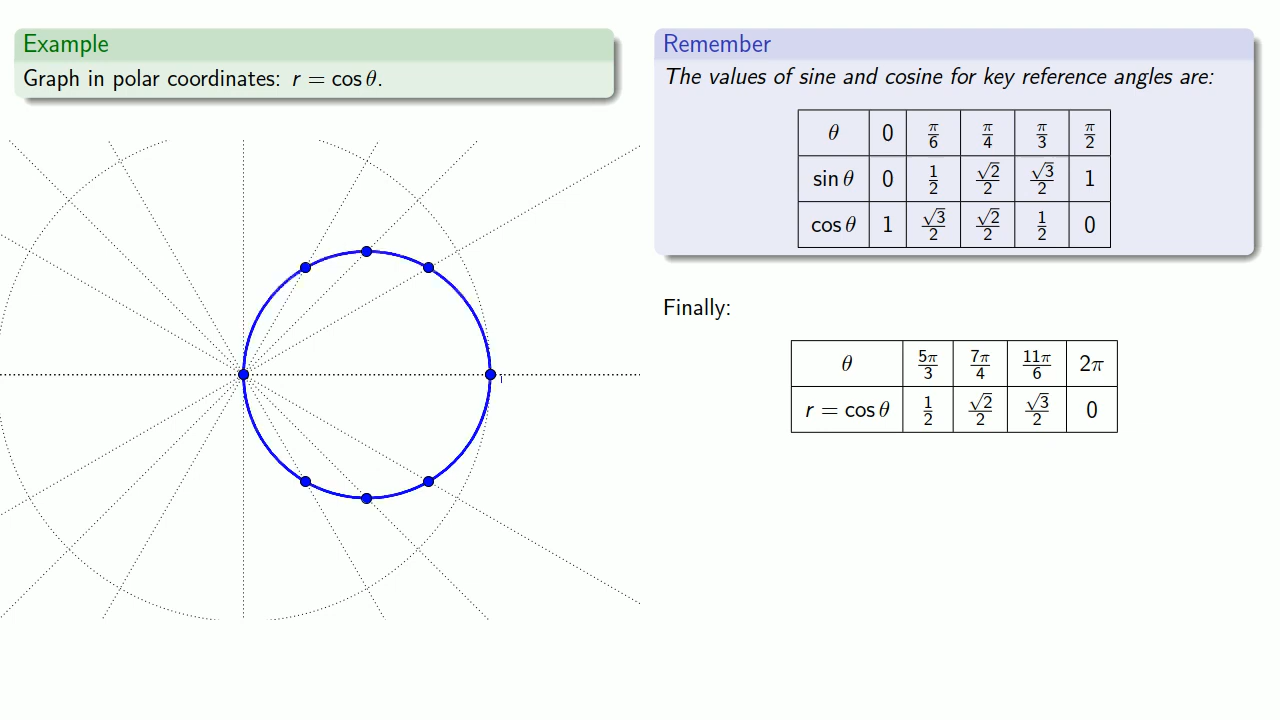 Example
Graph in polar coordinates: r = cos θ.
Remember
The values of sine and cosine for key reference angles are:
θ 0 π/6 π/4 π/3 π/2
sin θ 0 1/2 √2/2 √3/2 1
cos θ 1 √3/2 √2/2 1/2 0
Finally:
θ 5π/3 7π/4 11π/6 2π
r = cos θ 1/2 √2/2 √3/2 0
1